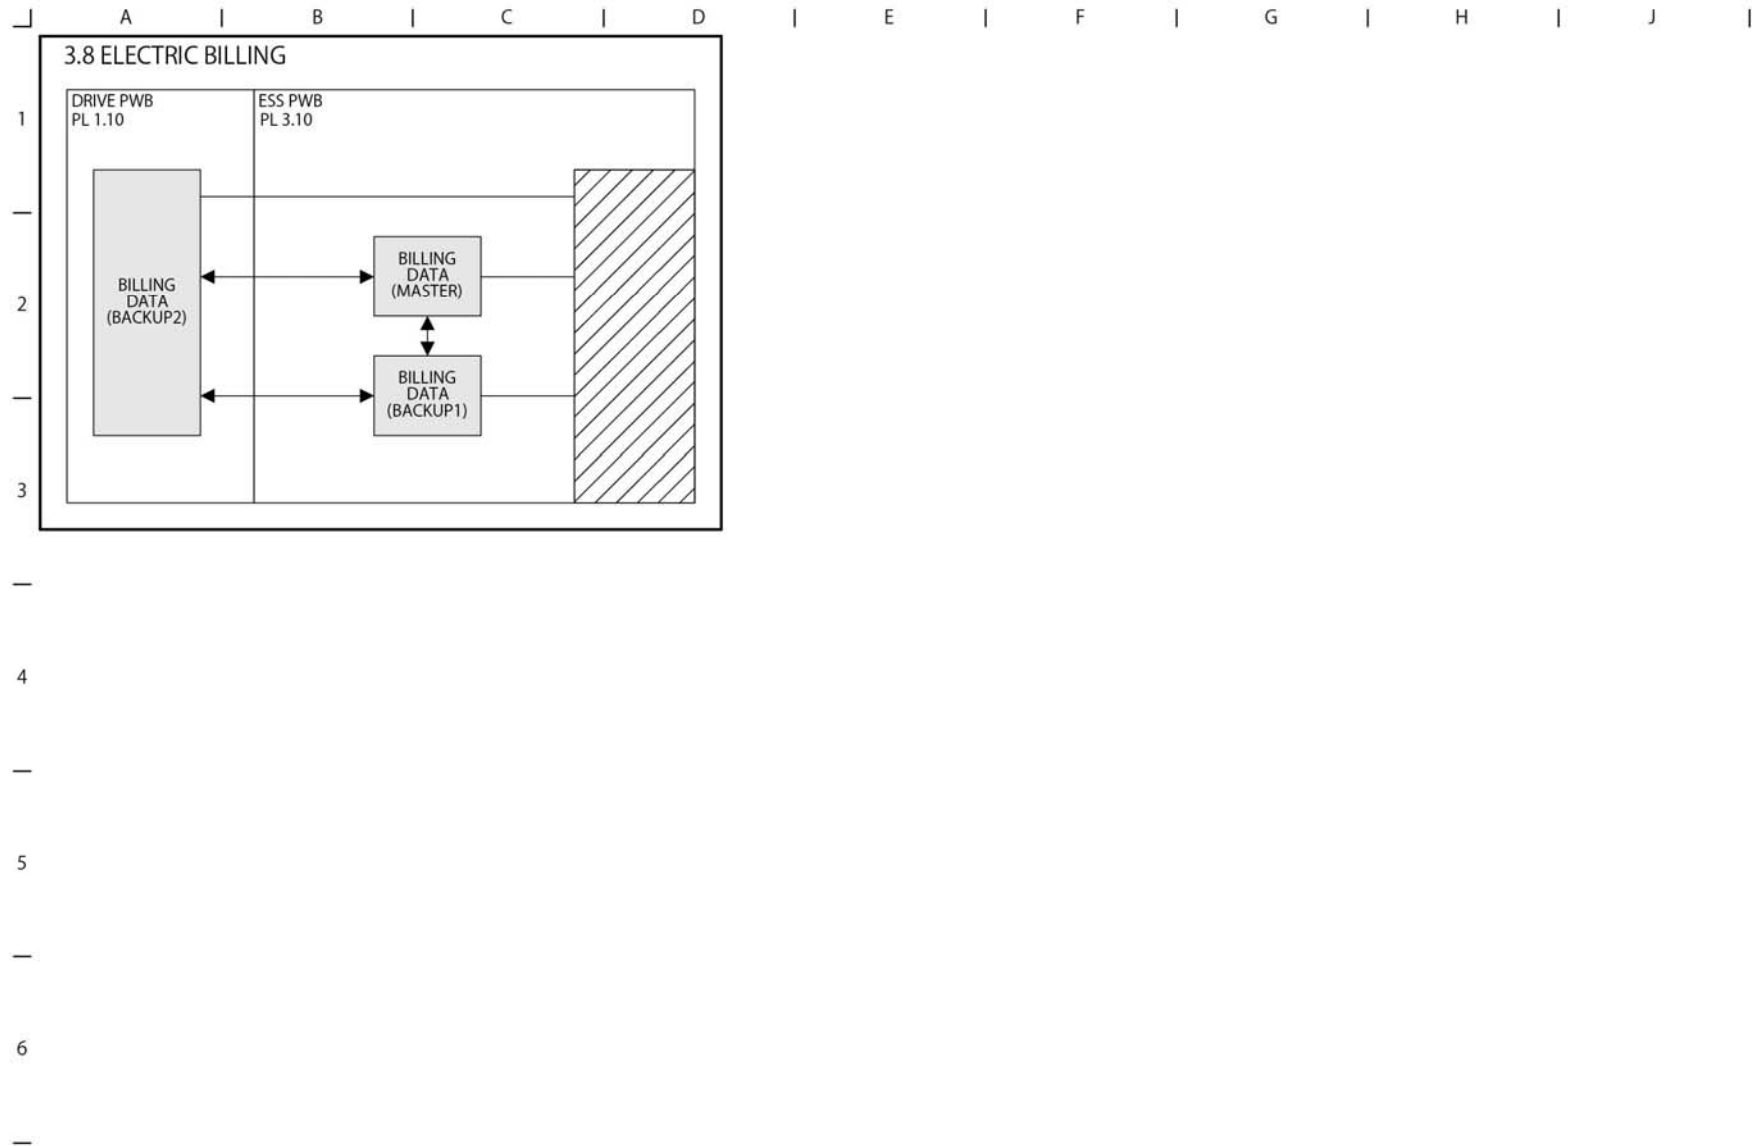 A B C D E F G H J
3.8 ELECTRIC BILLING
DRIVE PWB
PL 1.10
ESS PWB
PL 3.10
1
BILLING
DATA
(MASTER)
2
BILLING
DATA
(BACKUP2)
BILLING
DATA
(BACKUP1)
3
4
5
6